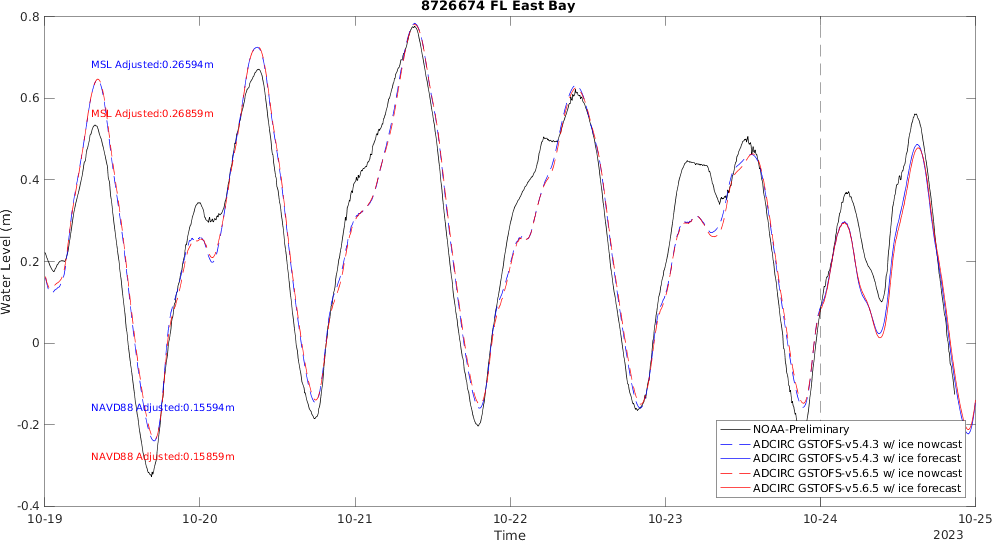 8726674 FL East Bay
0.8
MSL Adjusted:0.26594m
0.6
MSL Adjusted:0.26859m
0.4
Water Level (m)
0.2
0
NAVD88 Adjusted:0.15594m
-0.2
NOAA-Preliminary
ADCIRC GSTOFS-v5.4.3 w/ ice nowcast
NAVD88 Adjusted:0.15859m
ADCIRC GSTOFS-v5.4.3 w/ ice forecast
ADCIRC GSTOFS-v5.6.5 w/ ice nowcast
ADCIRC GSTOFS-v5.6.5 w/ ice forecast
-0.4
10-19 10-20 10-21 10-22 10-23 10-24 10-25
Time
2023